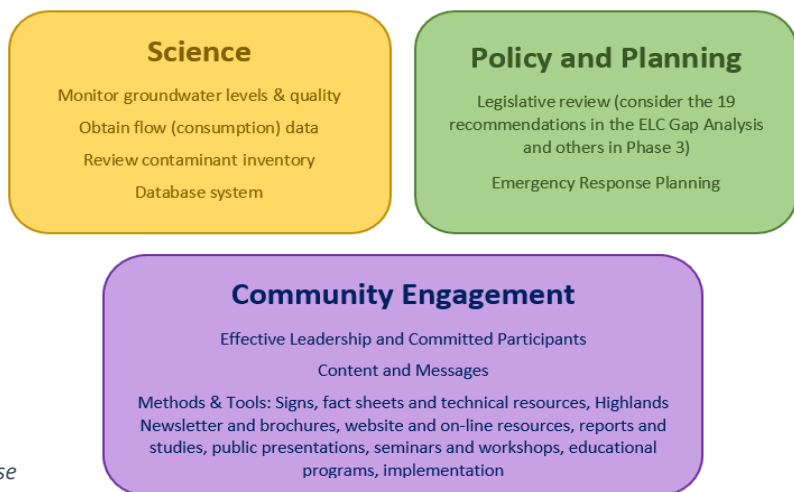 Science
Monitor groundwater levels & quality
Obtain flow (consumption) data
Review contaminant inventory
Database system
Policy and Planning
Legislative review (consider the 19
recommendations in the ELC Gap Analysis
and others in Phase 3)
Emergency Response Planning
Community Engagement
Effective Leadership and Committed Participants
Content and Messages
Methods & Tools: Signs, fact sheets and technical resources, Highlands
Newsletter and brochures, website and on-line resources, reports and
studies, public presentations, seminars and workshops, educational
programs, implementation
se